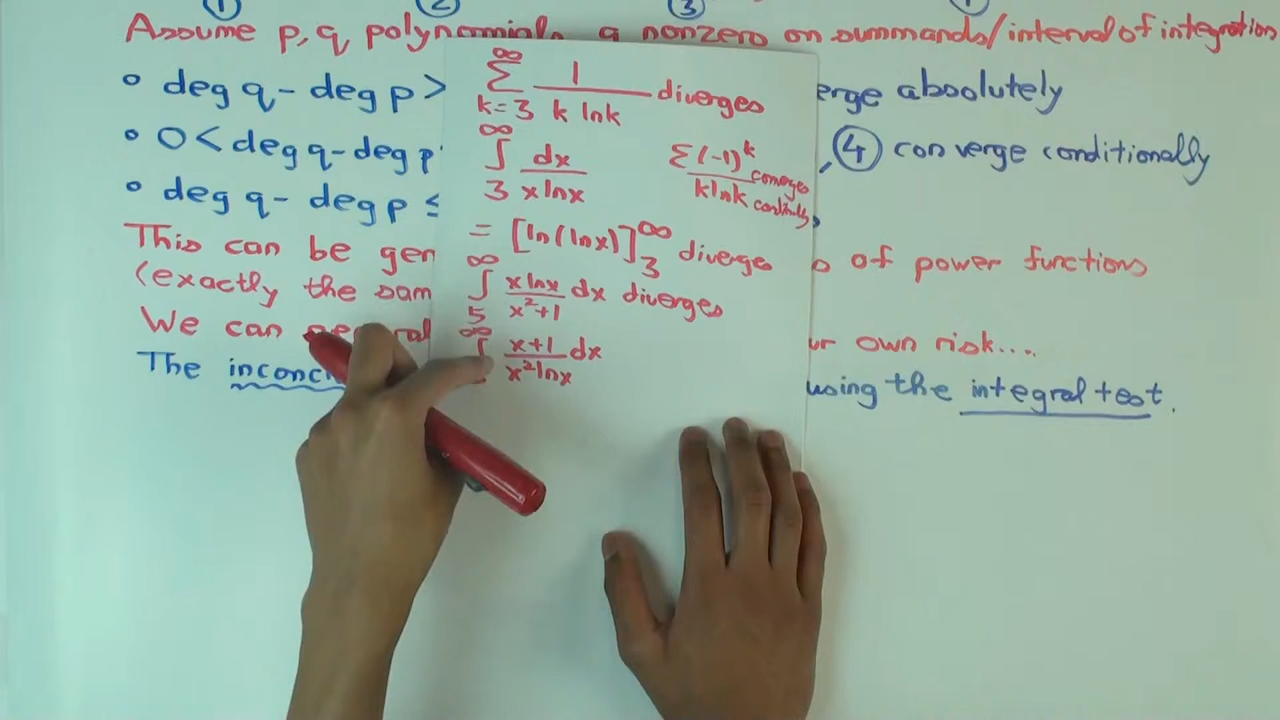 ① ② ③
Assume p, q polynomials, q nonzero on summands/interval of integration
° deg q - deg p > erge absolutely
° 0 < deg q - deg p , ④ converge conditionally
° deg q - deg p ≤
This can be gen of power functions
(exactly the sam
We can own risk....
The using the integral test.
∞
Σ 1/(k ln k) diverges
k=3
∞
∫ dx/(x ln x)
3
Σ (-1)^k/(k ln k) converges
= [ln(ln x)]_3^∞ diverges
∞
∫ (x ln x)/(x²+1) dx diverges
5
∞
∫ (x+1)/(x² ln x) dx